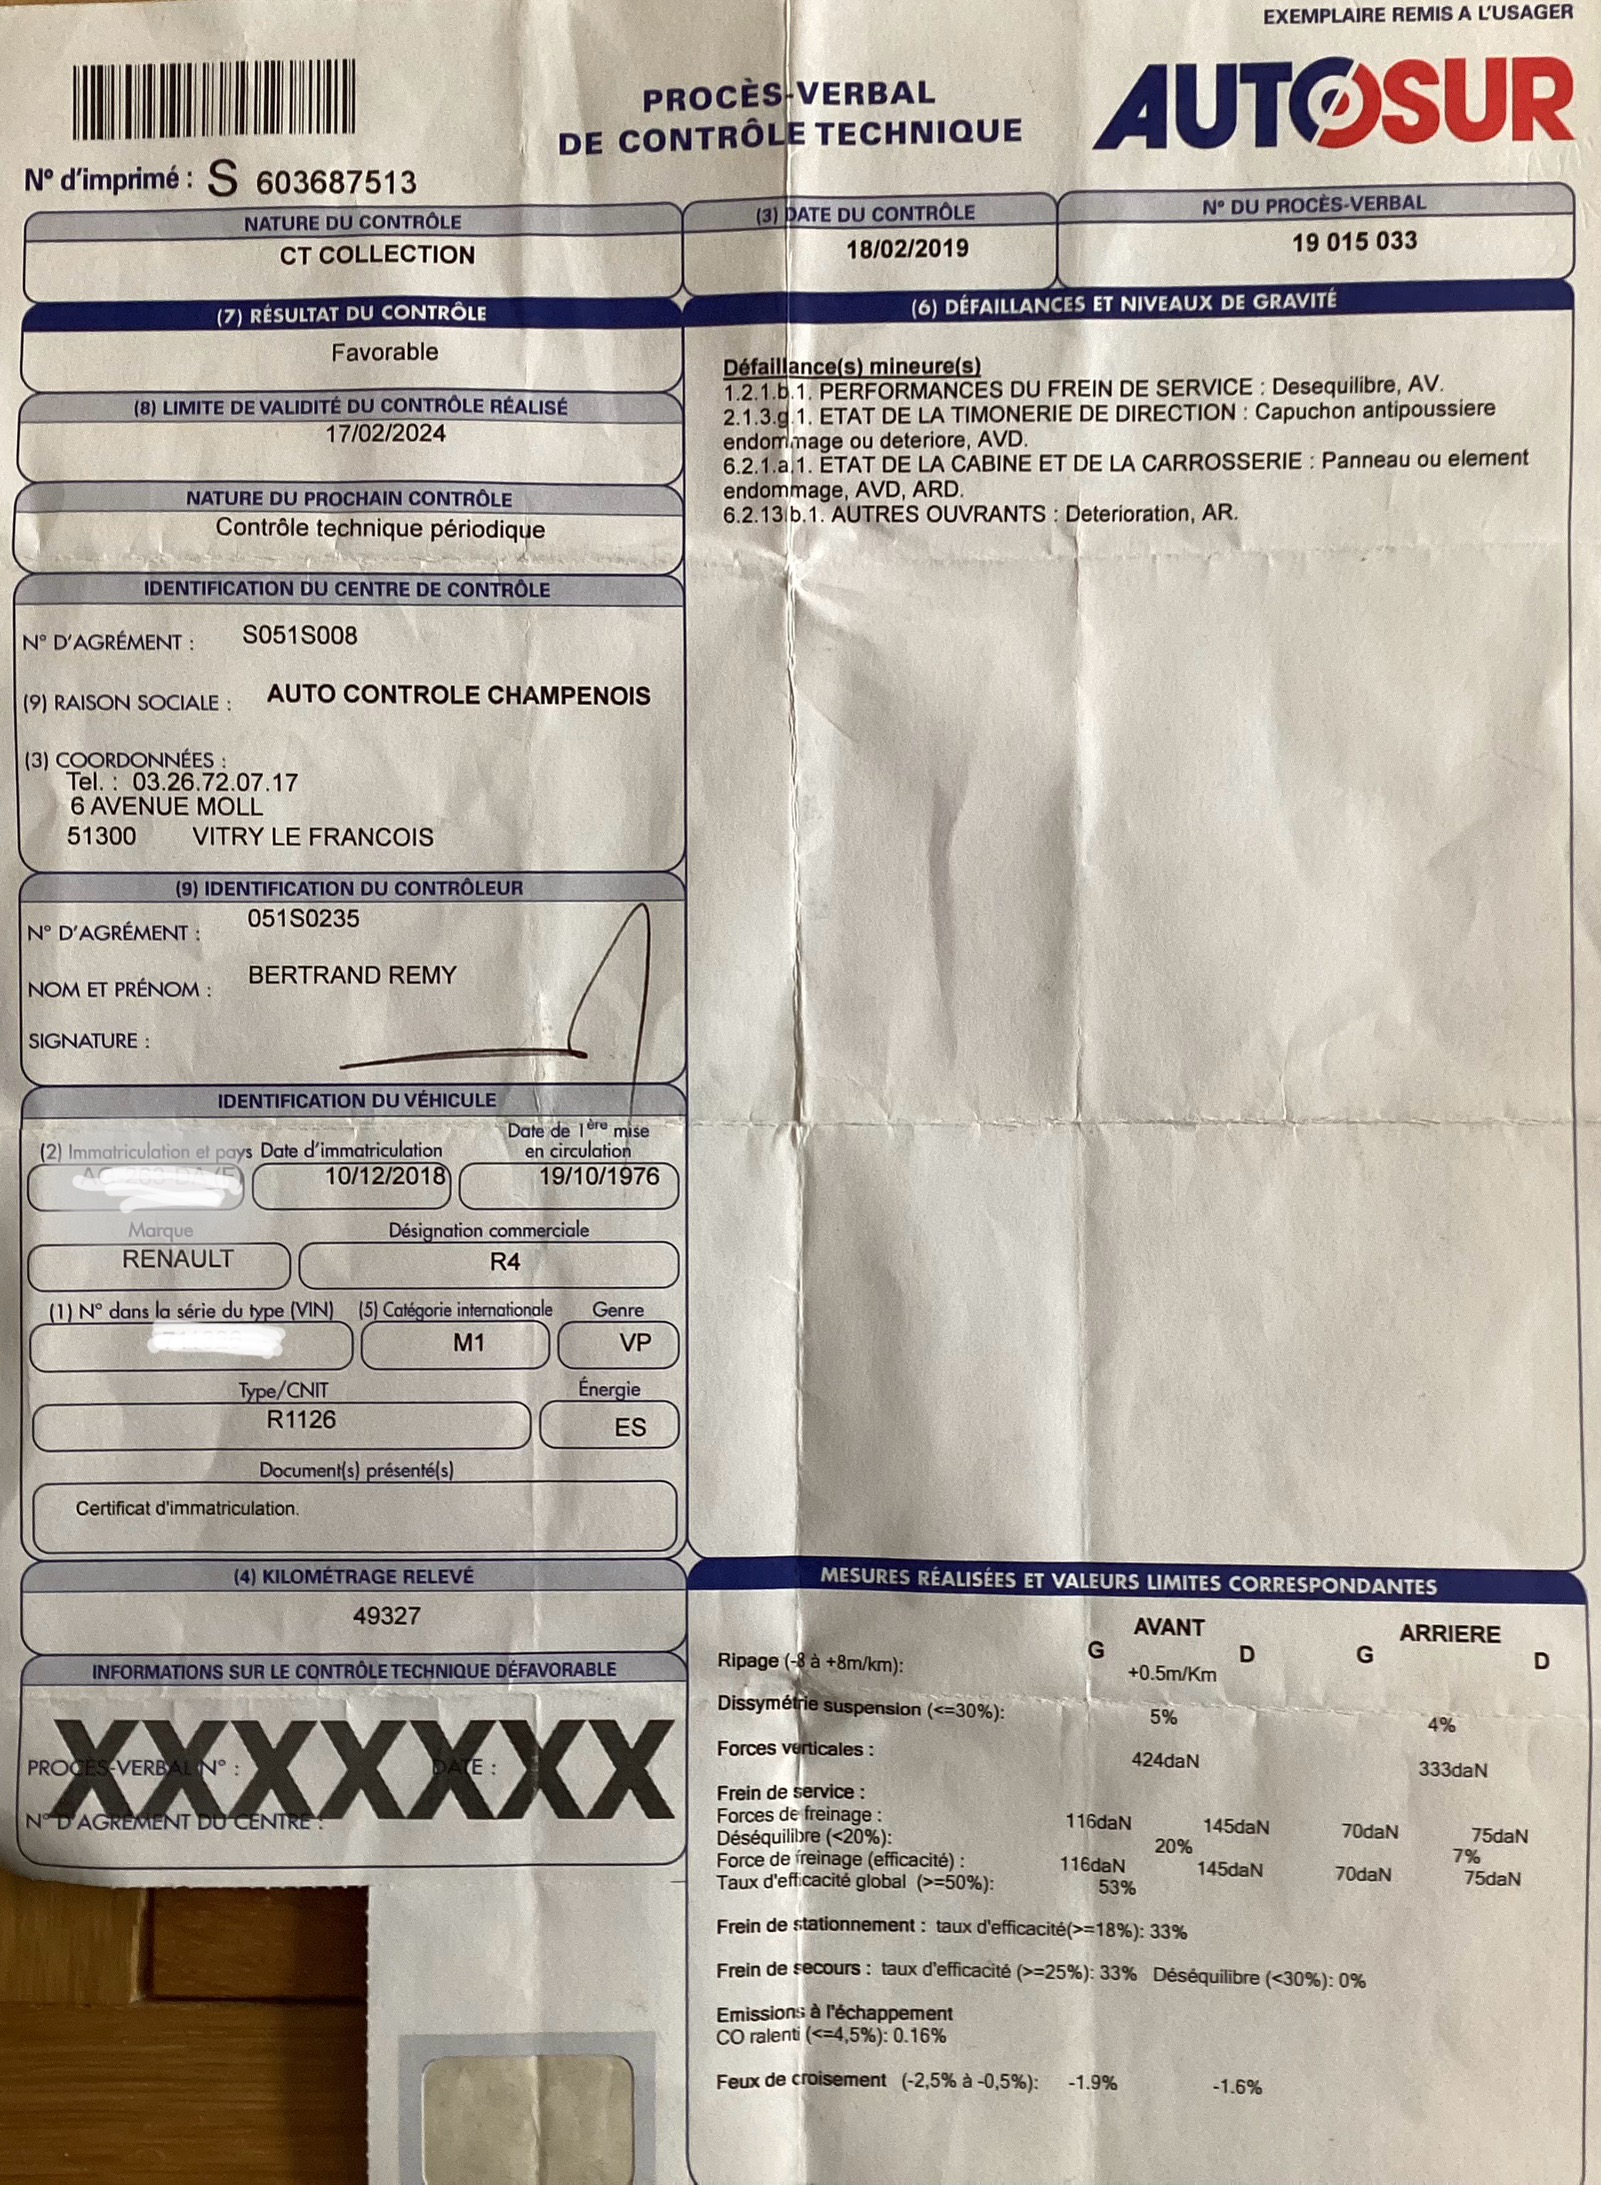 EXEMPLAIRE REMIS A L'USAGER
AUTOSUR
PROCÈS-VERBAL
DE CONTRÔLE TECHNIQUE
N° d'imprimé : S 603687513
NATURE DU CONTRÔLE
CT COLLECTION
(3) DATE DU CONTRÔLE
18/02/2019
N° DU PROCÈS-VERBAL
19 015 033
(7) RÉSULTAT DU CONTRÔLE
Favorable
(8) LIMITE DE VALIDITÉ DU CONTRÔLE RÉALISÉ
17/02/2024
NATURE DU PROCHAIN CONTRÔLE
Contrôle technique périodique
IDENTIFICATION DU CENTRE DE CONTRÔLE
N° D'AGRÉMENT : S051S008
(9) RAISON SOCIALE : AUTO CONTROLE CHAMPENOIS
(3) COORDONNÉES :
Tel. : 03.26.72.07.17
6 AVENUE MOLL
51300 VITRY LE FRANCOIS
(9) IDENTIFICATION DU CONTRÔLEUR
N° D'AGRÉMENT : 051S0235
NOM ET PRÉNOM : BERTRAND REMY
SIGNATURE :
IDENTIFICATION DU VÉHICULE
(2) Immatriculation et pays
Date d'immatriculation
10/12/2018
Date de 1ère mise
en circulation
19/10/1976
Marque
RENAULT
Désignation commerciale
R4
(1) N° dans la série du type (VIN)
(5) Catégorie internationale
M1
Genre
VP
Type/CNIT
R1126
Énergie
ES
Document(s) présenté(s)
Certificat d'immatriculation.
(4) KILOMÉTRAGE RELEVÉ
49327
INFORMATIONS SUR LE CONTRÔLE TECHNIQUE DÉFAVORABLE
XXXXXXXX
PROCÈS-VERBAL N° : DATE :
N° D'AGRÉMENT DU CENTRE :
(6) DÉFAILLANCES ET NIVEAUX DE GRAVITÉ
Défaillance(s) mineure(s)
1.2.1.b.1. PERFORMANCES DU FREIN DE SERVICE : Desequilibre, AV.
2.1.3.g.1. ETAT DE LA TIMONERIE DE DIRECTION : Capuchon antipoussiere
endommage ou deteriore, AVD.
6.2.1.a.1. ETAT DE LA CABINE ET DE LA CARROSSERIE : Panneau ou element
endommage, AVD, ARD.
6.2.13.b.1. AUTRES OUVRANTS : Deterioration, AR.
MESURES RÉALISÉES ET VALEURS LIMITES CORRESPONDANTES
AVANT ARRIERE
G D G D
Ripage (-8 à +8m/km): +0.5m/Km
Dissymétrie suspension (<=30%): 5% 4%
Forces verticales : 424daN 333daN
Frein de service :
Forces de freinage : 116daN 145daN 70daN 75daN
Déséquilibre (<20%): 20% 7%
Force de freinage (efficacité) : 116daN 145daN 70daN 75daN
Taux d'efficacité global (>=50%): 53%
Frein de stationnement : taux d'efficacité(>=18%): 33%
Frein de secours : taux d'efficacité (>=25%): 33% Déséquilibre (<30%): 0%
Emissions à l'échappement
CO ralenti (<=4,5%): 0.16%
Feux de croisement (-2,5% à -0,5%): -1.9% -1.6%